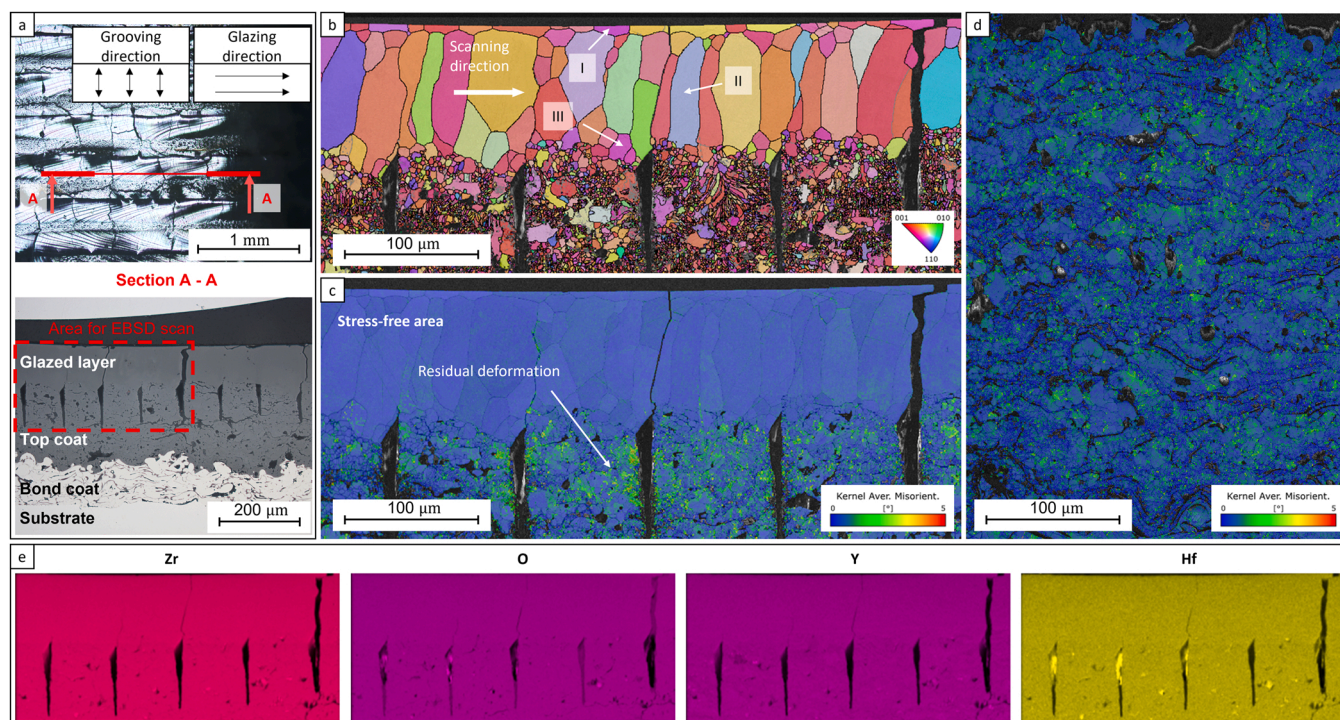 a
Grooving
direction
Glazing
direction
A
A
1 mm
Section A - A
Area for EBSD scan
Glazed layer
Top coat
Bond coat
Substrate
200 μm
b
Scanning
direction
I
II
III
001
010
110
100 μm
c
Stress-free area
Residual deformation
100 μm
Kernel Aver. Misorient.
[°]
0
5
d
100 μm
Kernel Aver. Misorient.
[°]
0
5
e
Zr
O
Y
Hf